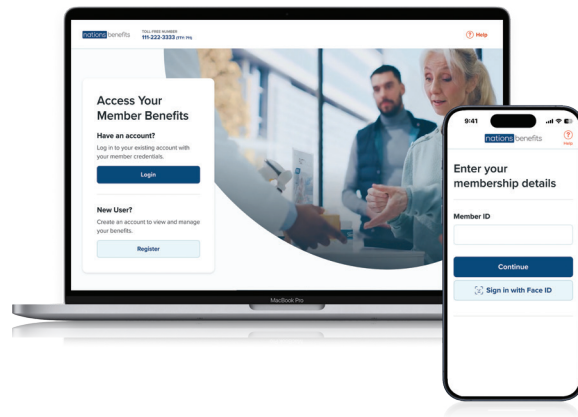 nations benefits
TOLL-FREE NUMBER
111-222-3333 (TTY: 711)
? Help
Access Your
Member Benefits
Have an account?
Log in to your existing account with
your member credentials.
Login
New User?
Create an account to view and manage
your benefits.
Register
MacBook Pro
9:41
nations benefits
?
Help
Enter your
membership details
Member ID
Continue
Sign in with Face ID